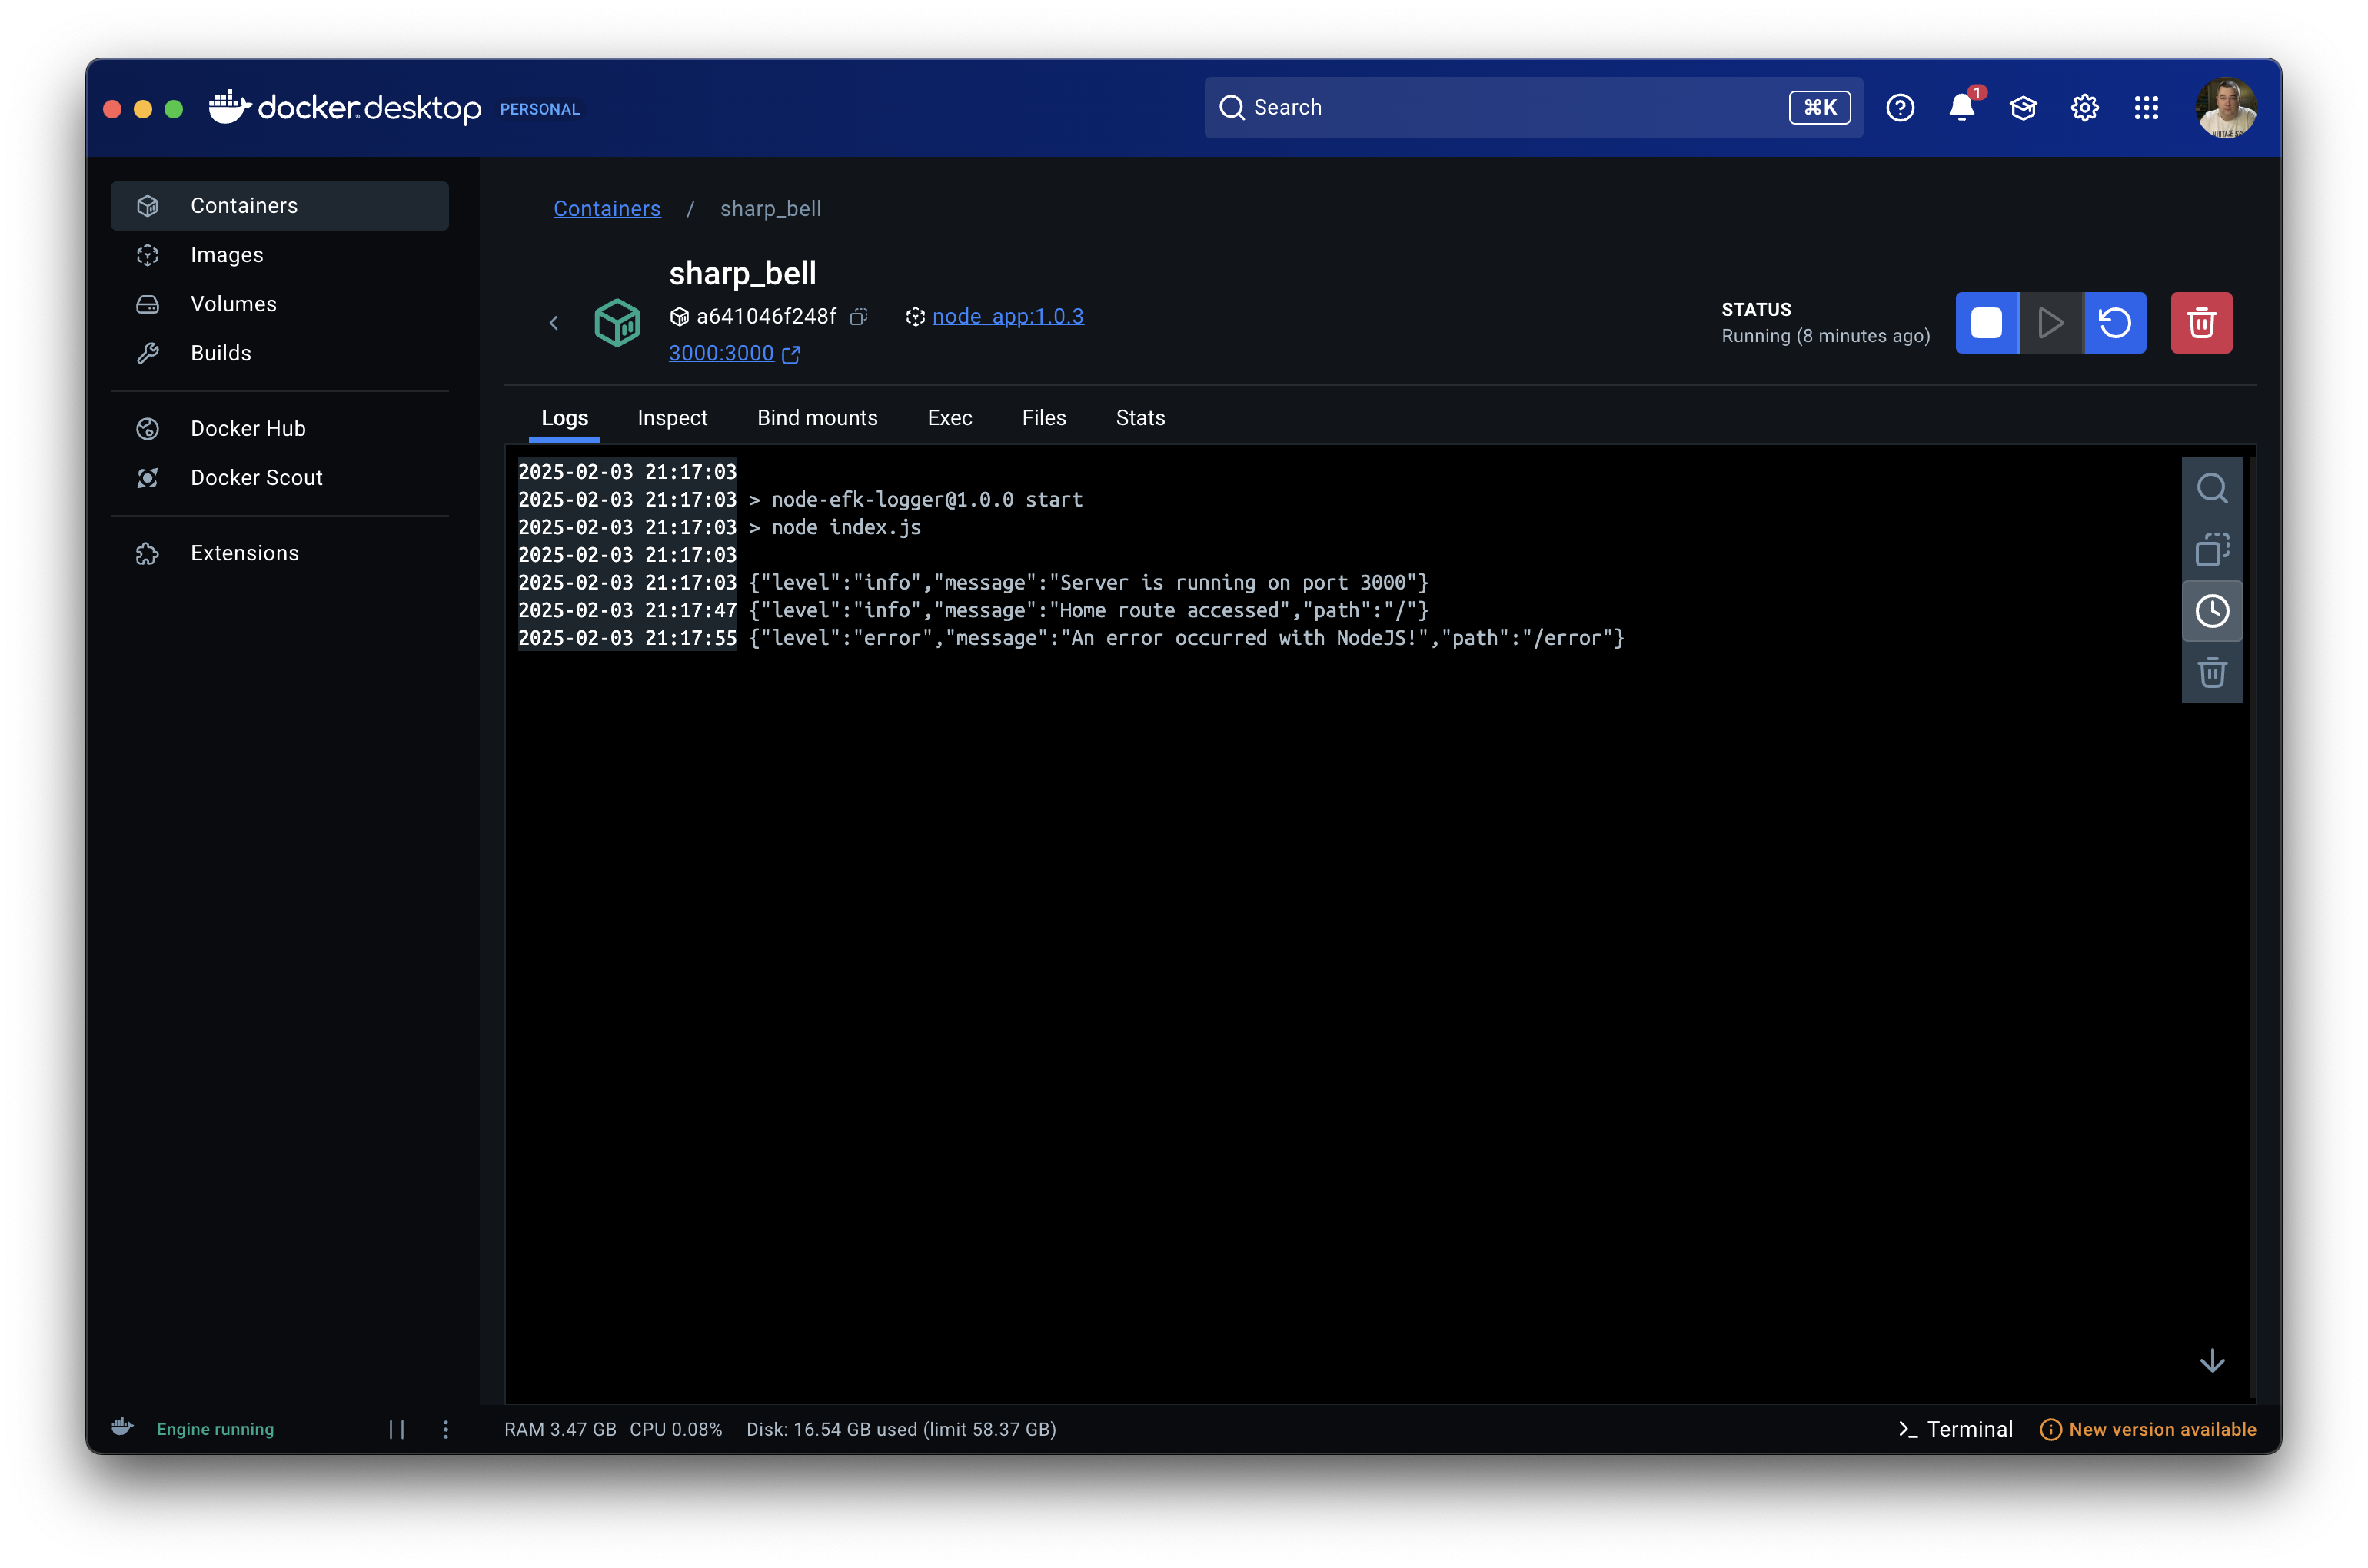 docker desktop PERSONAL
Search ⌘K
1
Containers
Images
Volumes
Builds
Docker Hub
Docker Scout
Extensions
Containers / sharp_bell
sharp_bell
a641046f248f node_app:1.0.3
3000:3000
STATUS
Running (8 minutes ago)
Logs Inspect Bind mounts Exec Files Stats
2025-02-03 21:17:03
2025-02-03 21:17:03 > node-efk-logger@1.0.0 start
2025-02-03 21:17:03 > node index.js
2025-02-03 21:17:03
2025-02-03 21:17:03 {"level":"info","message":"Server is running on port 3000"}
2025-02-03 21:17:47 {"level":"info","message":"Home route accessed","path":"/"}
2025-02-03 21:17:55 {"level":"error","message":"An error occurred with NodeJS!","path":"/error"}
Engine running
RAM 3.47 GB CPU 0.08% Disk: 16.54 GB used (limit 58.37 GB)
>_ Terminal
New version available